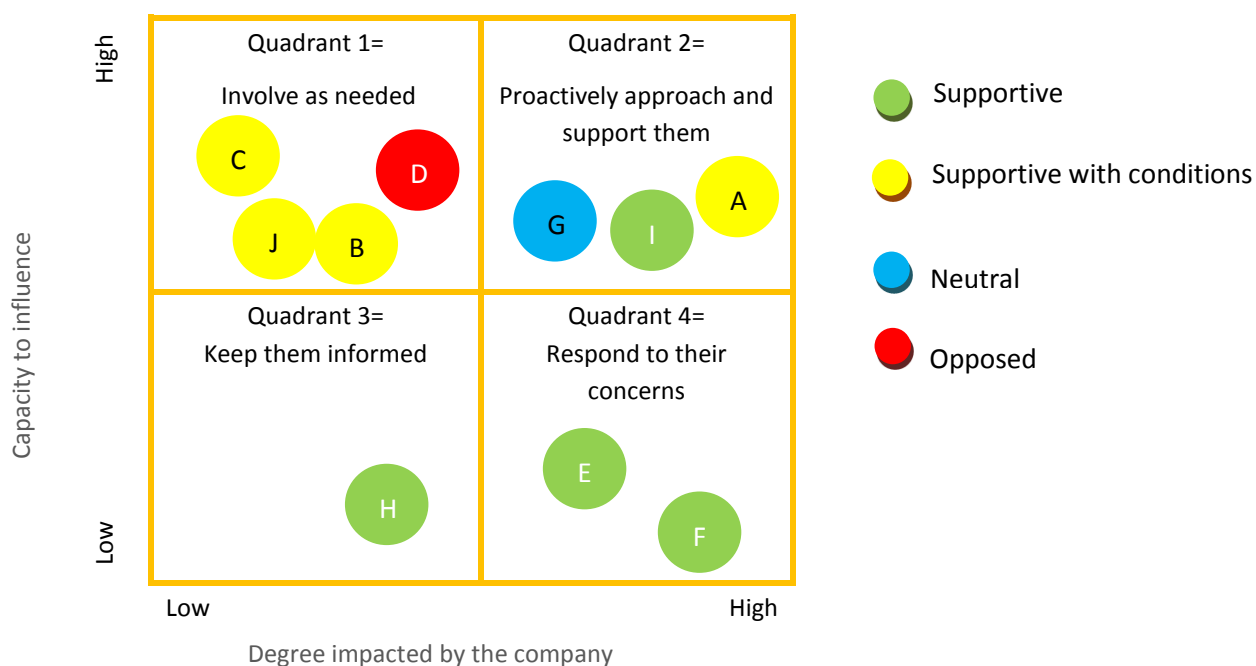 High
Capacity to influence
Low
Quadrant 1=
Involve as needed
C
D
J
B
Quadrant 2=
Proactively approach and
support them
A
G
I
Quadrant 3=
Keep them informed
H
Quadrant 4=
Respond to their
concerns
E
F
Low
High
Degree impacted by the company
Supportive
Supportive with conditions
Neutral
Opposed